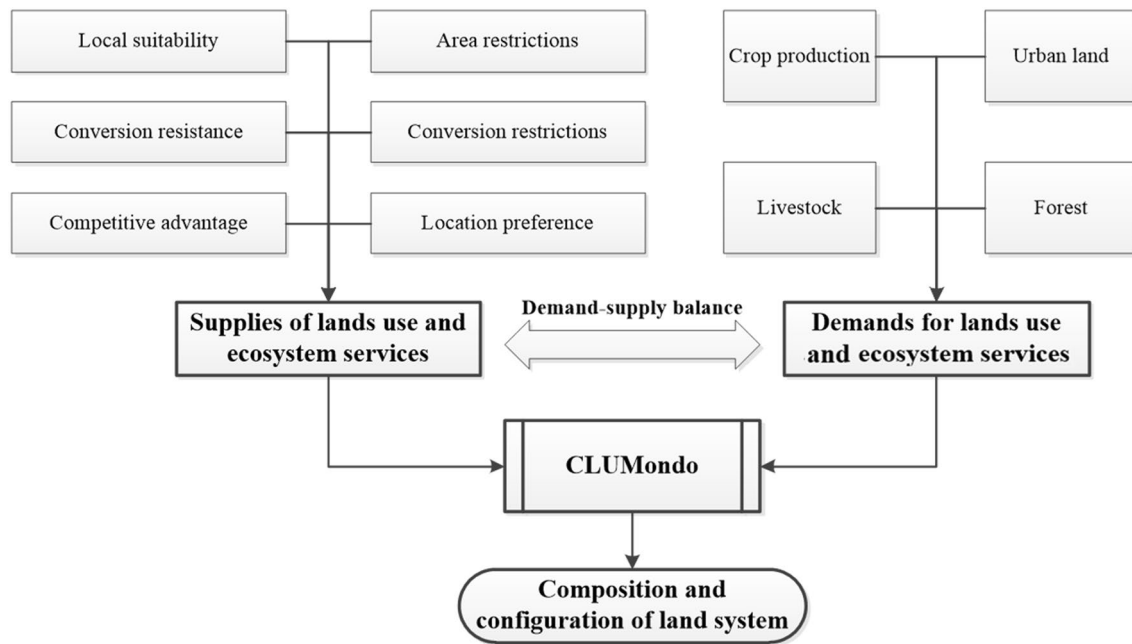 Local suitability
Area restrictions
Conversion resistance
Conversion restrictions
Competitive advantage
Location preference
Crop production
Urban land
Livestock
Forest
Supplies of lands use and
ecosystem services
Demand-supply balance
Demands for lands use
and ecosystem services
CLUMondo
Composition and
configuration of land system